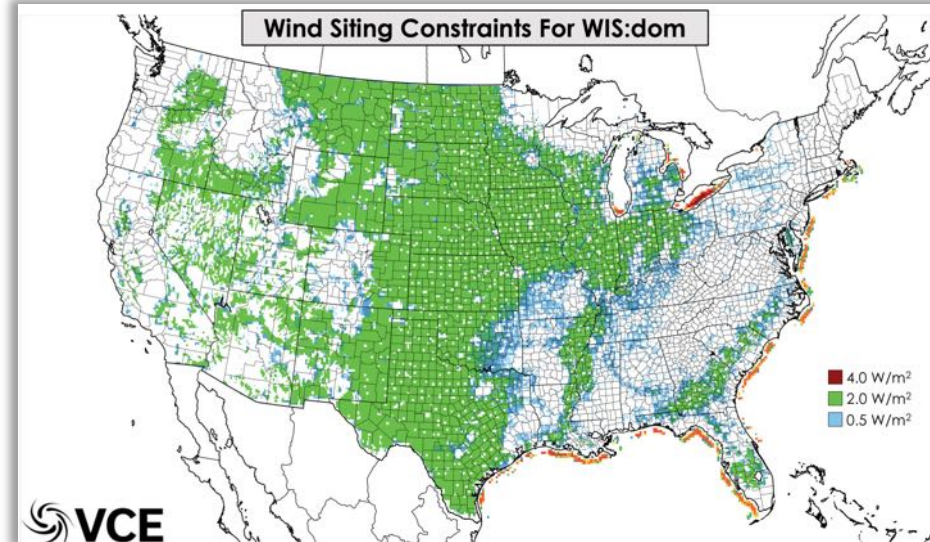 Wind Siting Constraints For WIS:dom
4.0 W/m²
2.0 W/m²
0.5 W/m²
VCE